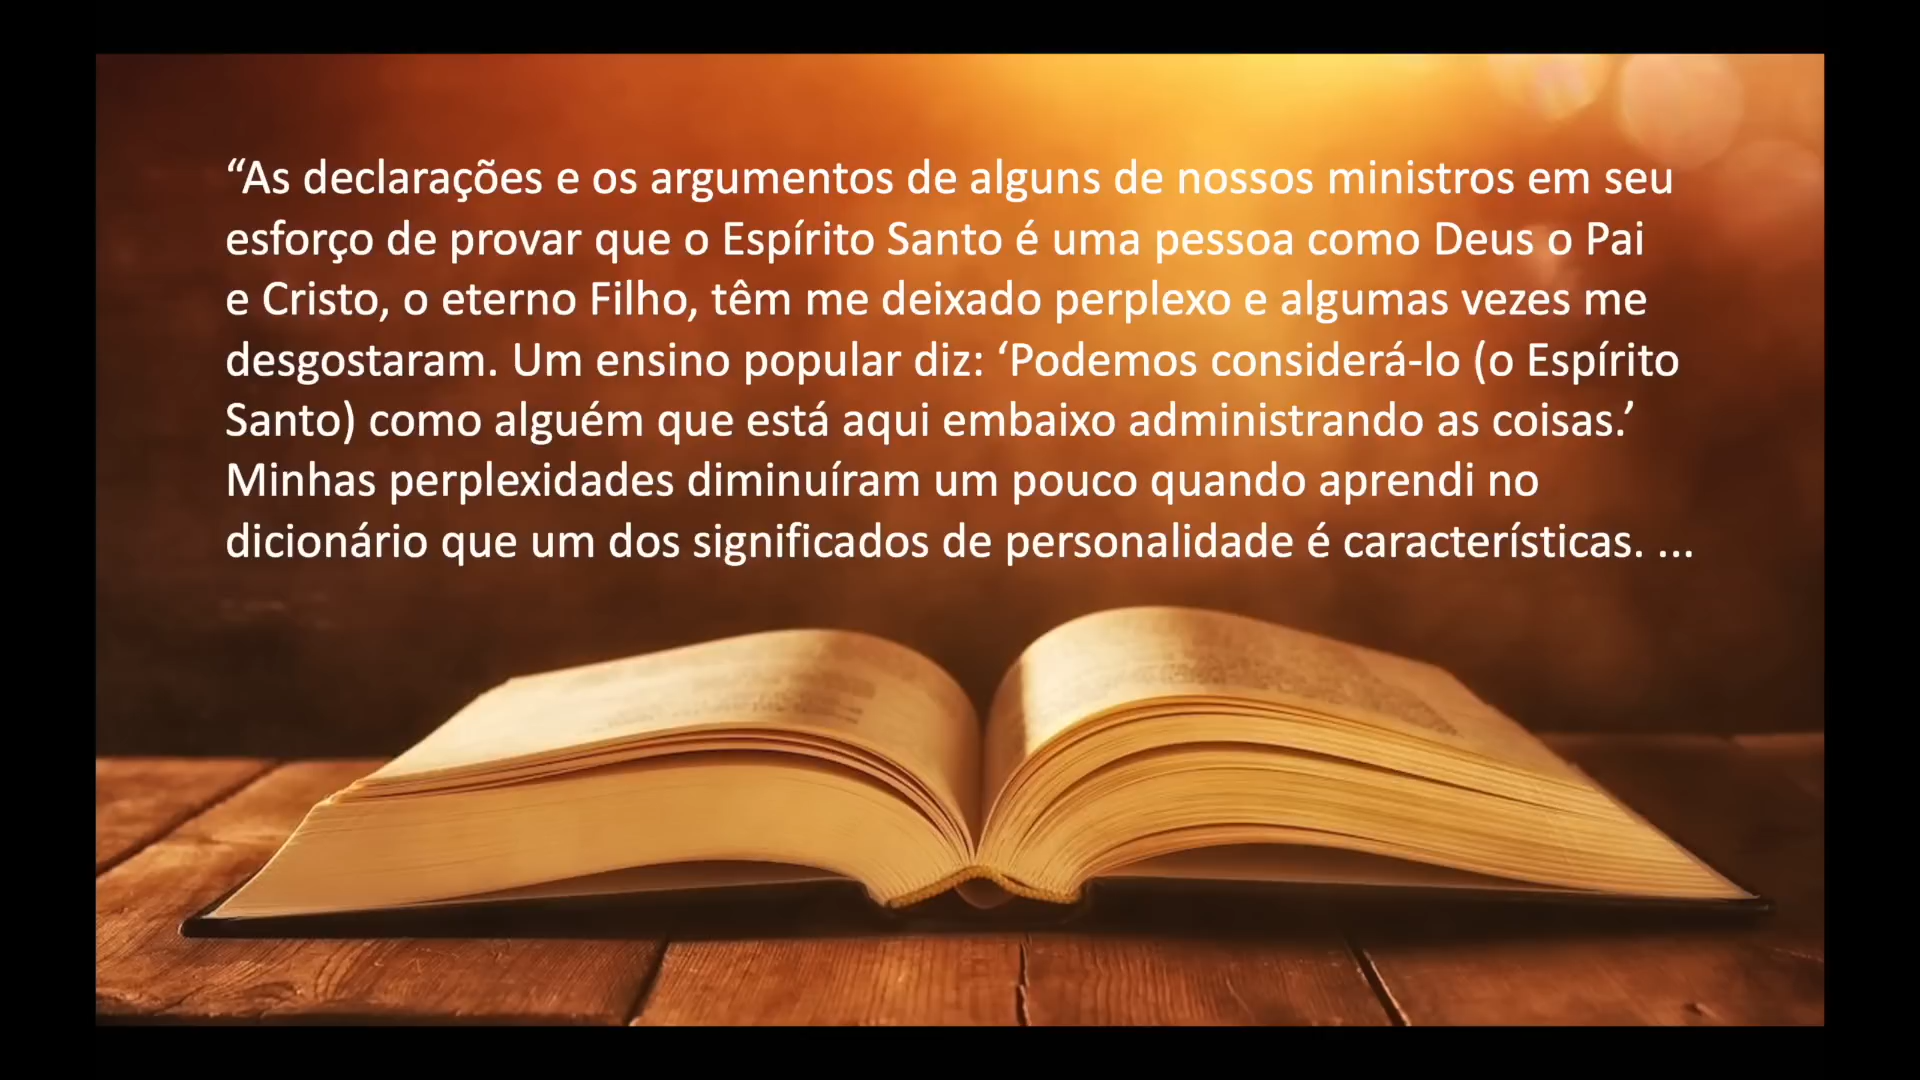 “As declarações e os argumentos de alguns de nossos ministros em seu
esforço de provar que o Espírito Santo é uma pessoa como Deus o Pai
e Cristo, o eterno Filho, têm me deixado perplexo e algumas vezes me
desgostaram. Um ensino popular diz: ‘Podemos considerá-lo (o Espírito
Santo) como alguém que está aqui embaixo administrando as coisas.’
Minhas perplexidades diminuíram um pouco quando aprendi no
dicionário que um dos significados de personalidade é características. ...